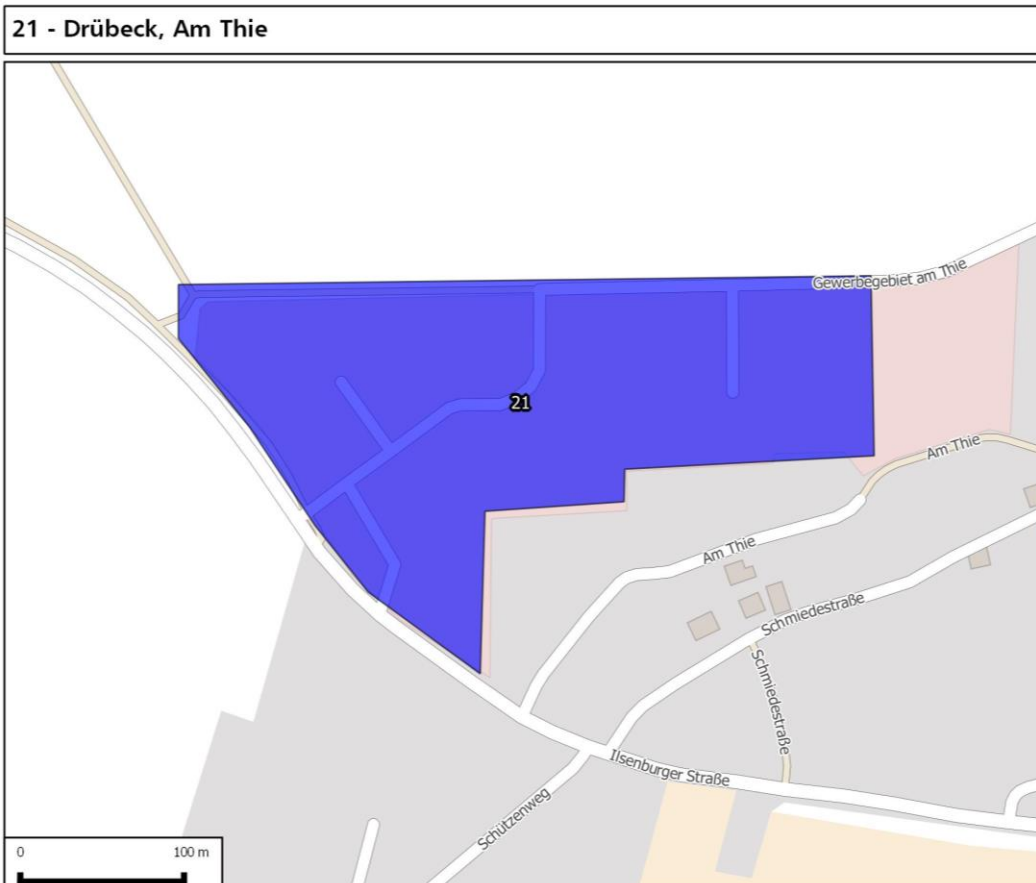 21 - Drübeck, Am Thie
Gewerbegebiet am Thie
21
Am Thie
Am Thie
Schmiedestraße
Schmiedestraße
Ilsenburger Straße
Schützenweg
0 100 m